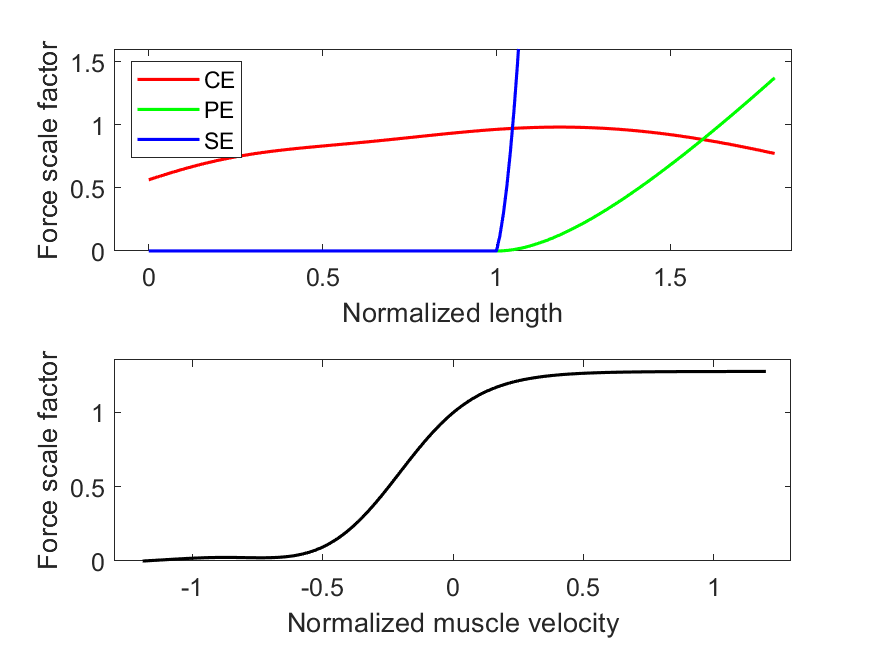 Force scale factor
1.5
1
0.5
0
CE
PE
SE
0 0.5 1 1.5
Normalized length
Force scale factor
1
0.5
0
-1 -0.5 0 0.5 1
Normalized muscle velocity